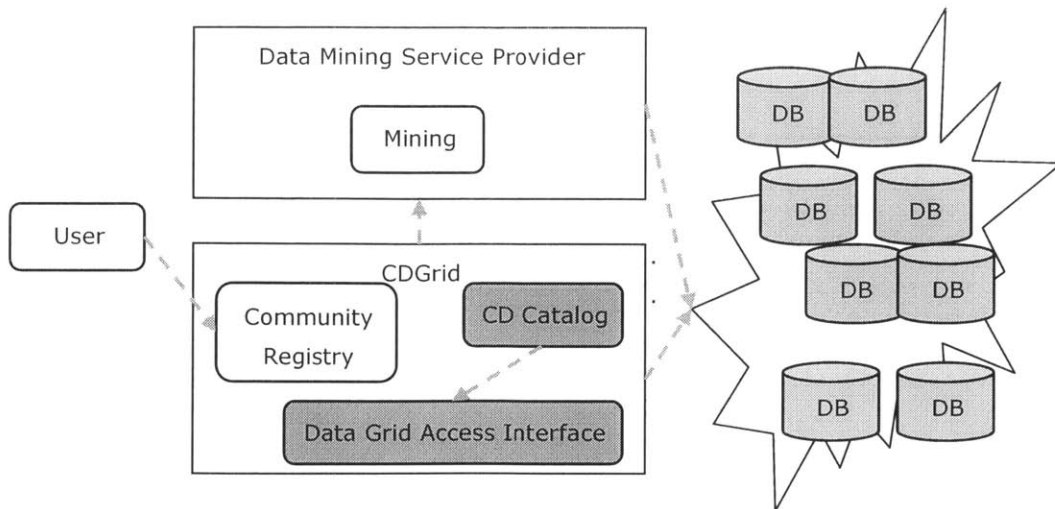 Data Mining Service Provider
Mining
User
CDGrid
Community
Registry
CD Catalog
Data Grid Access Interface
DB
DB
DB
DB
DB
DB
DB
DB